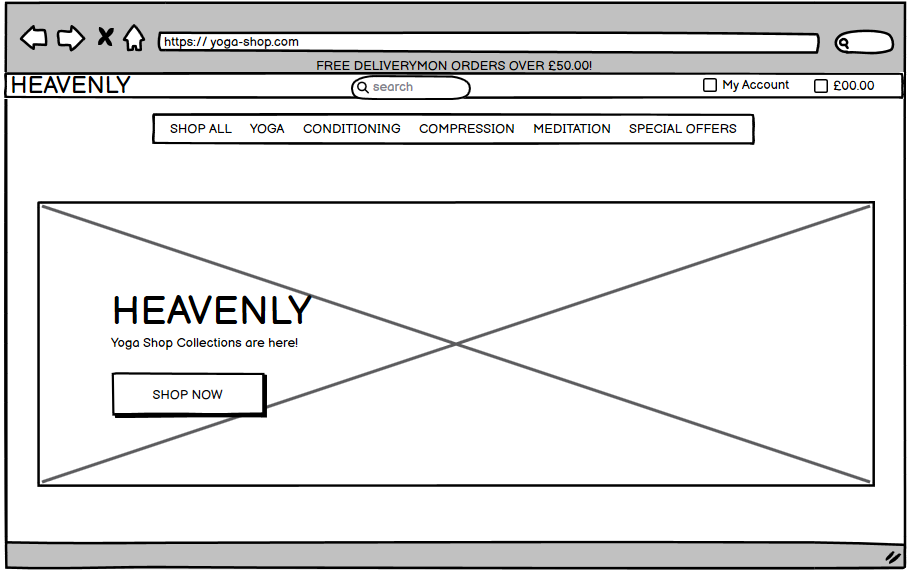 https:// yoga-shop.com
FREE DELIVERYMON ORDERS OVER £50.00!
HEAVENLY
search
My Account
£00.00
SHOP ALL YOGA CONDITIONING COMPRESSION MEDITATION SPECIAL OFFERS
HEAVENLY
Yoga Shop Collections are here!
SHOP NOW